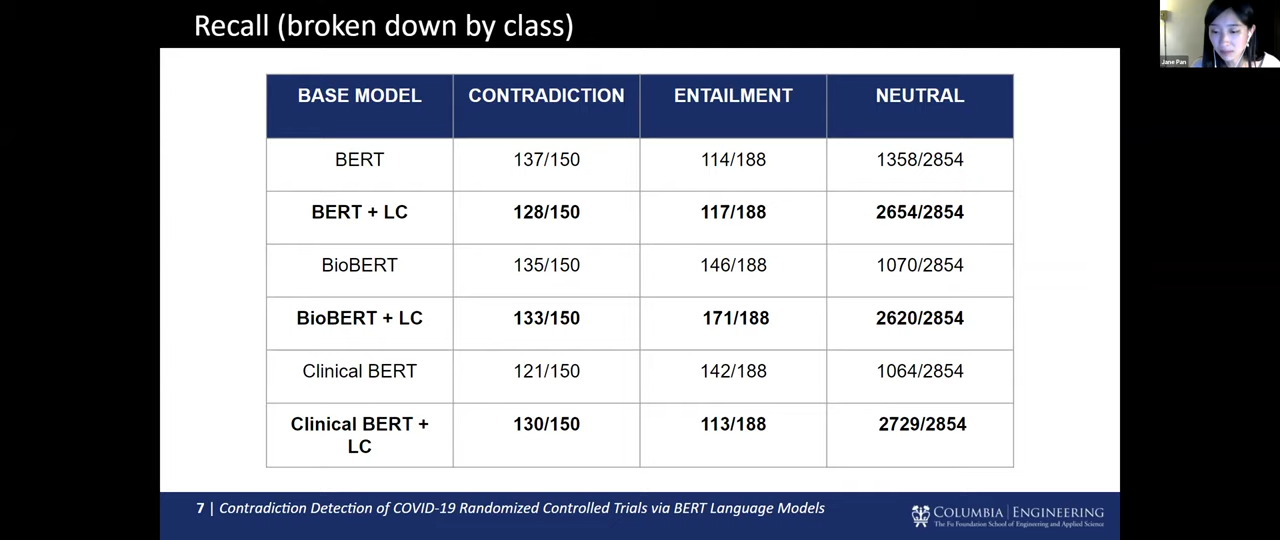 Recall (broken down by class)
Jane Pan
BASE MODEL CONTRADICTION ENTAILMENT NEUTRAL
BERT 137/150 114/188 1358/2854
BERT + LC 128/150 117/188 2654/2854
BioBERT 135/150 146/188 1070/2854
BioBERT + LC 133/150 171/188 2620/2854
Clinical BERT 121/150 142/188 1064/2854
Clinical BERT + LC 130/150 113/188 2729/2854
7 | Contradiction Detection of COVID-19 Randomized Controlled Trials via BERT Language Models
COLUMBIA | ENGINEERING
The Fu Foundation School of Engineering and Applied Science